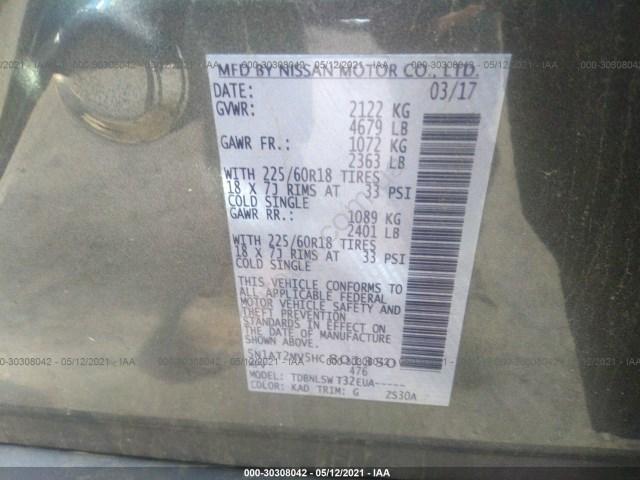 000-30308042 - 05/12/2021 - IAA
MFD BY NISSAN MOTOR CO., LTD.
DATE: 03/17
GVWR: 2122 KG
4679 LB
GAWR FR.: 1072 KG
2363 LB
WITH 225/60R18 TIRES
18 X 7J RIMS AT 33 PSI
COLD SINGLE
GAWR RR.: 1089 KG
2401 LB
WITH 225/60R18 TIRES
18 X 7J RIMS AT 33 PSI
COLD SINGLE
THIS VEHICLE CONFORMS TO
ALL APPLICABLE FEDERAL
MOTOR VEHICLE SAFETY AND
THEFT PREVENTION
STANDARDS IN EFFECT ON
THE DATE OF MANUFACTURE
SHOWN ABOVE.
476
MODEL: TDBNLSW T32EUA-----
COLOR: KAD TRIM: G ZS30A
000-30308042 - 05/12/2021 - IAA